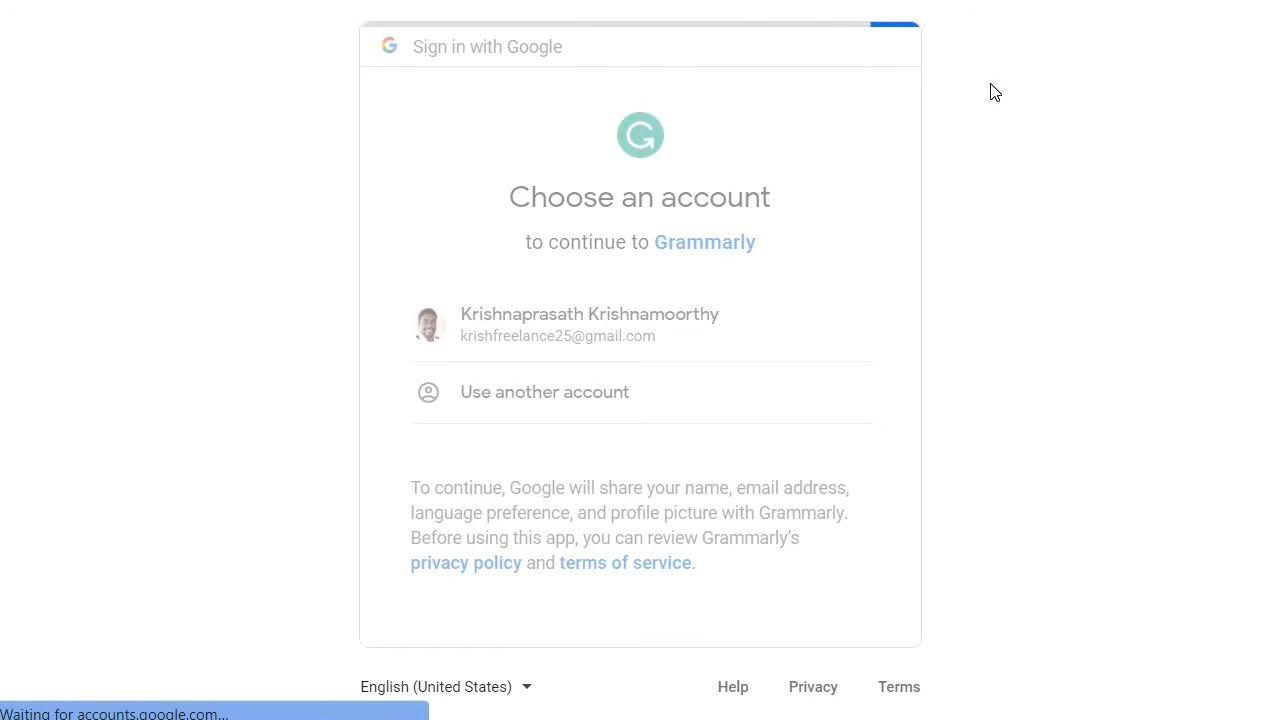 Sign in with Google
Choose an account
to continue to Grammarly
Krishnaprasath Krishnamoorthy
krishfreelance25@gmail.com
Use another account
To continue, Google will share your name, email address,
language preference, and profile picture with Grammarly.
Before using this app, you can review Grammarly’s
privacy policy and terms of service.
English (United States) Help Privacy Terms
Waiting for accounts.google.com...